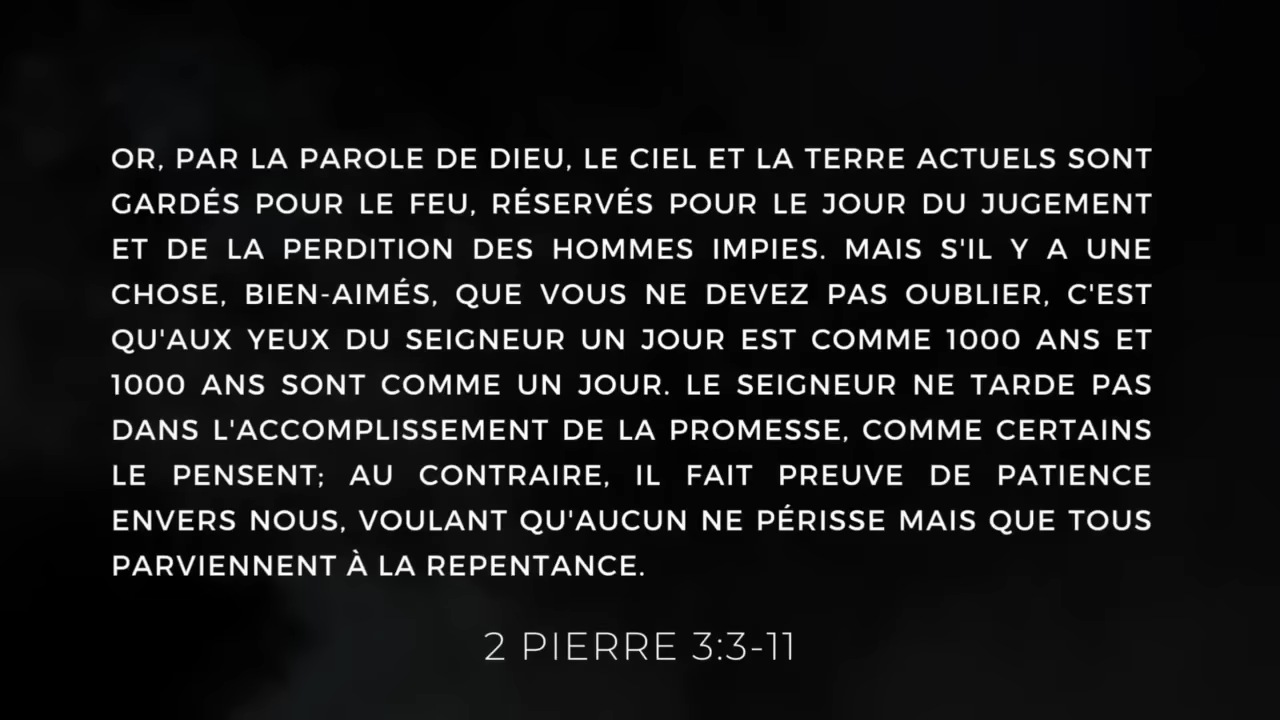 OR, PAR LA PAROLE DE DIEU, LE CIEL ET LA TERRE ACTUELS SONT
GARDÉS POUR LE FEU, RÉSERVÉS POUR LE JOUR DU JUGEMENT
ET DE LA PERDITION DES HOMMES IMPIES. MAIS S'IL Y A UNE
CHOSE, BIEN-AIMÉS, QUE VOUS NE DEVEZ PAS OUBLIER, C'EST
QU'AUX YEUX DU SEIGNEUR UN JOUR EST COMME 1000 ANS ET
1000 ANS SONT COMME UN JOUR. LE SEIGNEUR NE TARDE PAS
DANS L'ACCOMPLISSEMENT DE LA PROMESSE, COMME CERTAINS
LE PENSENT; AU CONTRAIRE, IL FAIT PREUVE DE PATIENCE
ENVERS NOUS, VOULANT QU'AUCUN NE PÉRISSE MAIS QUE TOUS
PARVIENNENT À LA REPENTANCE.
2 PIERRE 3:3-11